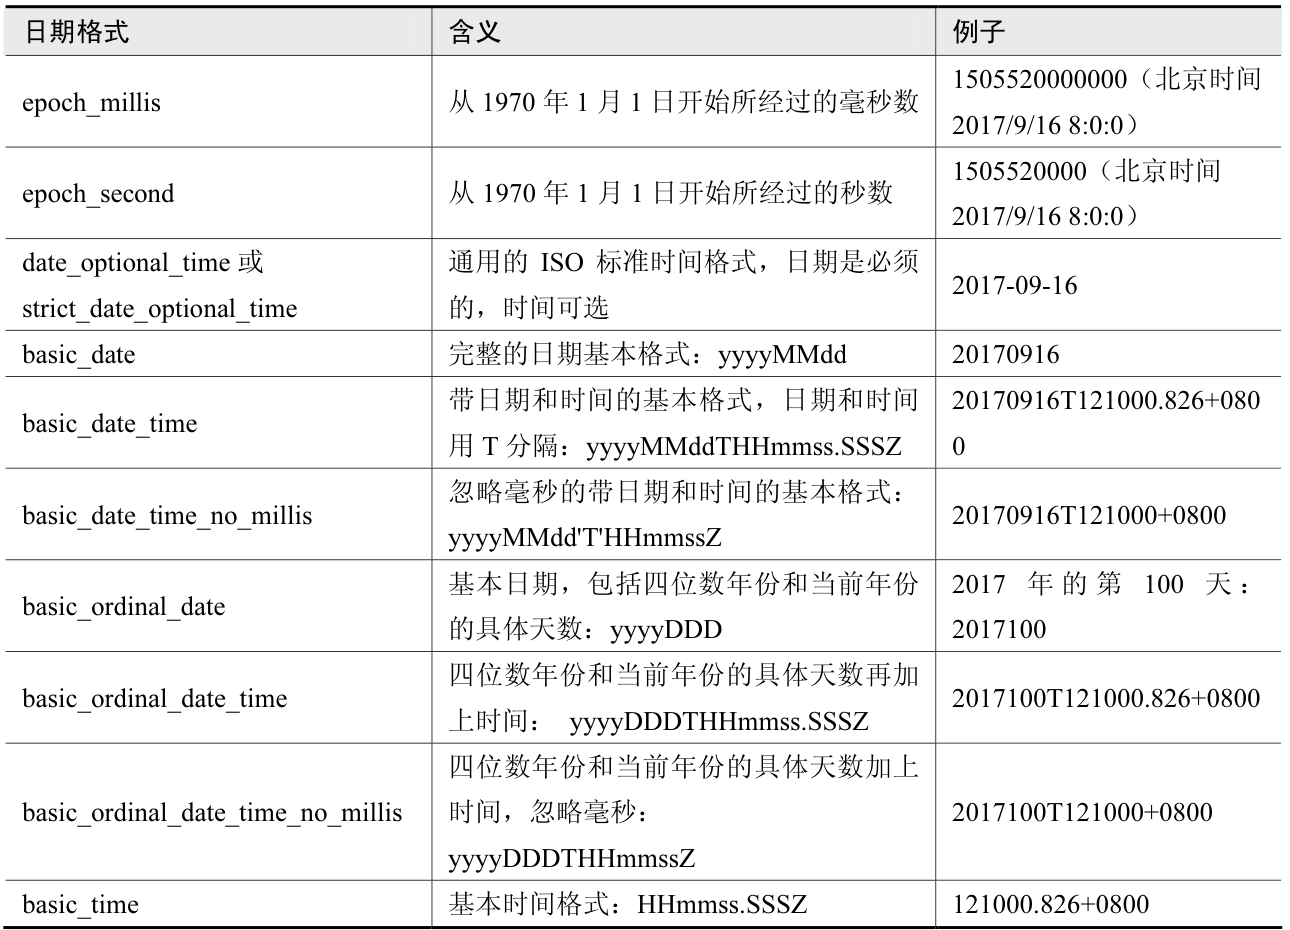 日期格式 含义 例子
epoch_millis
从 1970 年 1 月 1 日开始所经过的毫秒数
1505520000000（北京时间
2017/9/16 8:0:0）
epoch_second
从 1970 年 1 月 1 日开始所经过的秒数
1505520000（北京时间
2017/9/16 8:0:0）
date_optional_time 或
strict_date_optional_time
通用的 ISO 标准时间格式，日期是必须
的，时间可选
2017-09-16
basic_date
完整的日期基本格式：yyyyMMdd
20170916
basic_date_time
带日期和时间的基本格式，日期和时间
用 T 分隔：yyyyMMddTHHmmss.SSSZ
20170916T121000.826+080
0
basic_date_time_no_millis
忽略毫秒的带日期和时间的基本格式：
yyyyMMdd'T'HHmmssZ
20170916T121000+0800
basic_ordinal_date
基本日期，包括四位数年份和当前年份
的具体天数：yyyyDDD
2017 年的第 100 天：
2017100
basic_ordinal_date_time
四位数年份和当前年份的具体天数再加
上时间： yyyyDDDTHHmmss.SSSZ
2017100T121000.826+0800
basic_ordinal_date_time_no_millis
四位数年份和当前年份的具体天数加上
时间，忽略毫秒：
yyyyDDDTHHmmssZ
2017100T121000+0800
basic_time
基本时间格式：HHmmss.SSSZ
121000.826+0800